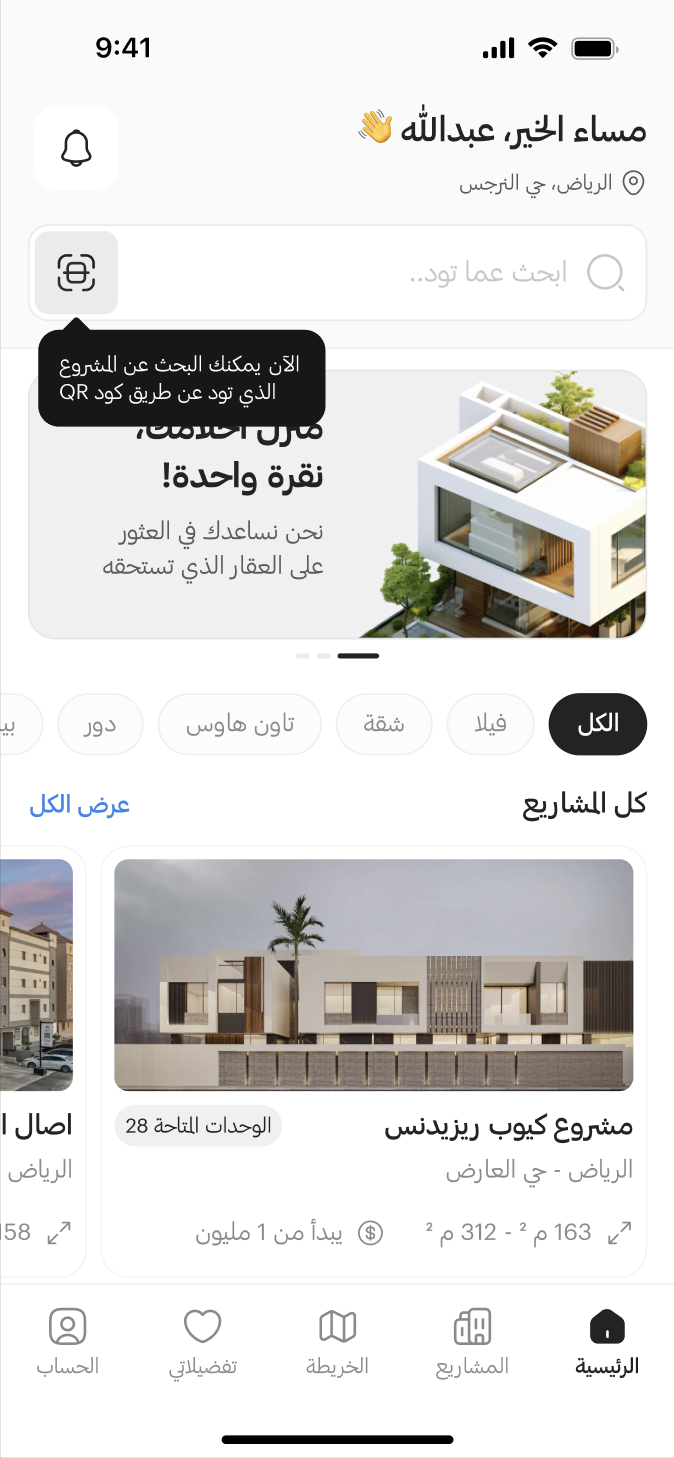 9:41
مساء الخير، عبدالله 👋
الرياض، حي النرجس
ابحث عما تود..
الآن يمكنك البحث عن المشروع
الذي تود عن طريق كود QR
نقرة واحدة!
نحن نساعدك في العثور
على العقار الذي تستحقه
الكل
فيلا
شقة
تاون هاوس
دور
كل المشاريع
عرض الكل
مشروع كيوب ريزيدنس
الوحدات المتاحة 28
الرياض - حي العارض
163 م ² - 312 م ²
يبدأ من 1 مليون
اصال
الرياض
158
الرئيسية
المشاريع
الخريطة
تفضيلاتي
الحساب